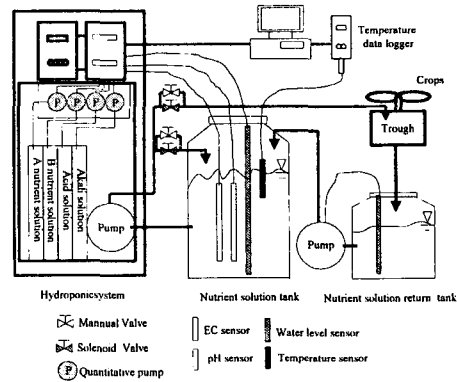 Temperature
data logger
Crops
Trough
P P P P
A nutrient solution
B nutrient solution
Acid solution
Akali solution
Pump
Pump
Hydroponicsystem
Nutrient solution tank
Nutrient solution return tank
Mannual Valve
Solenoid Valve
P Quantitative pump
EC sensor
pH sensor
Water level sensor
Temperature sensor